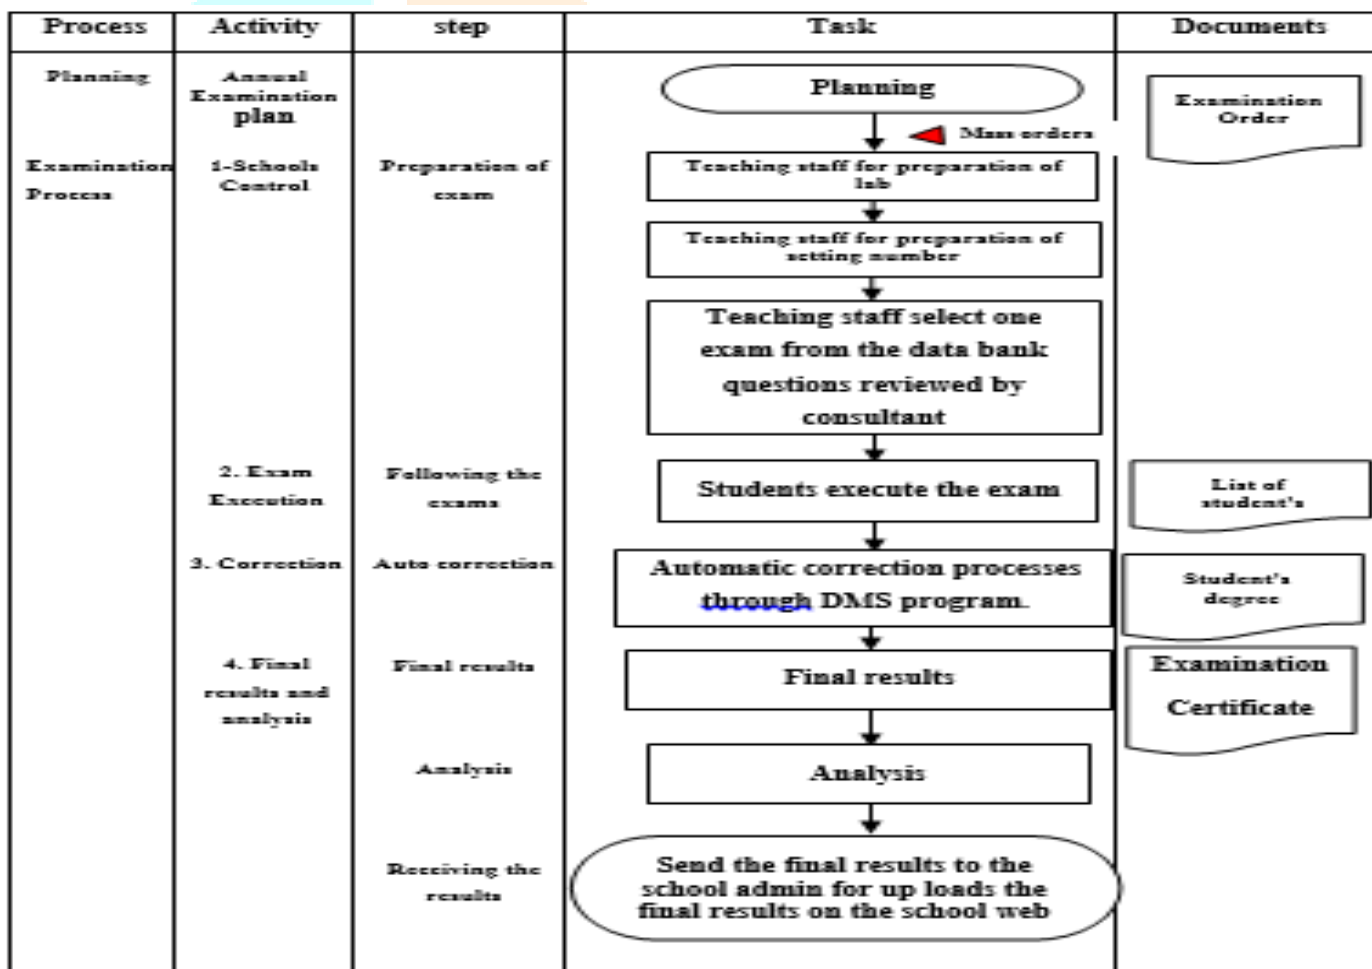 Process Activity step Task Documents
Planning
Annual
Examination
plan
Planning
Examination
Order
Mass orders
Examination
Process
1-Schools
Control
Preparation of
exam
Teaching staff for preparation of
lab
Teaching staff for preparation of
setting number
Teaching staff select one
exam from the data bank
questions reviewed by
consultant
2. Exam
Execution
Following the
exams
Students execute the exam
List of
student's
3. Correction
Auto correction
Automatic correction processes
through DMS program.
Student's
degree
4. Final
results and
analysis
Final results
Final results
Examination
Certificate
Analysis
Analysis
Receiving the
results
Send the final results to the
school admin for up loads the
final results on the school web